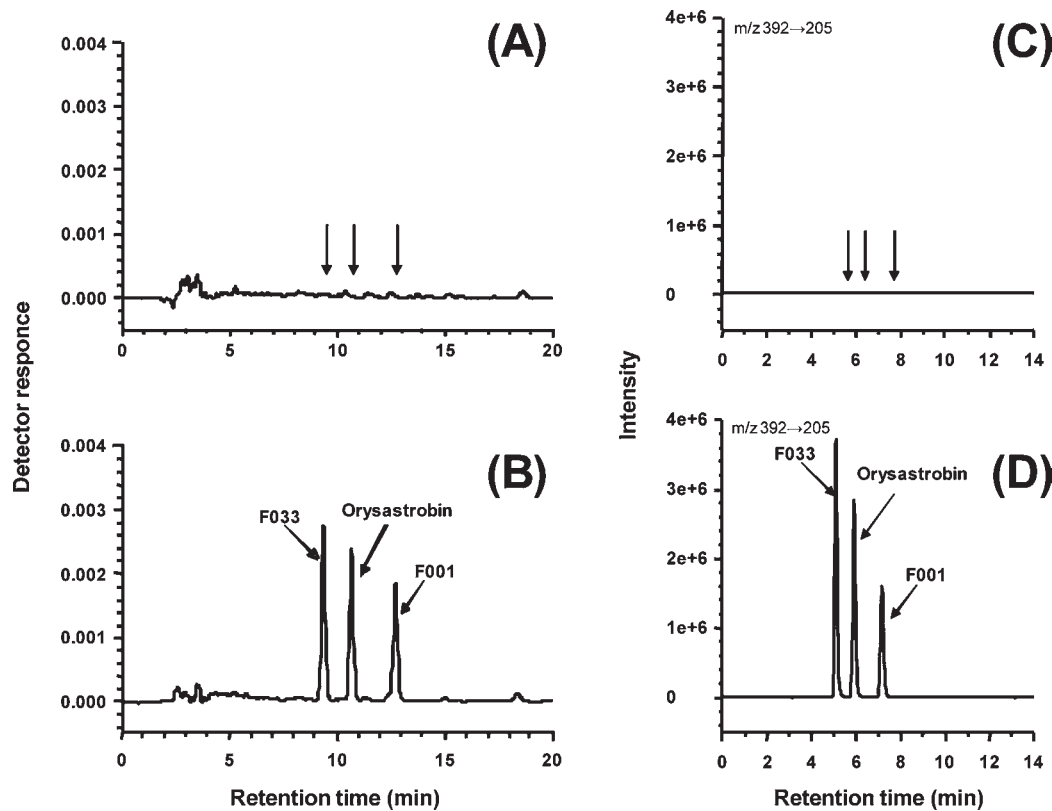 (A)
0.004
0.003
0.002
0.001
0.000
0 5 10 15 20
(C)
m/z 392→205
4e+6
3e+6
2e+6
1e+6
0
0 2 4 6 8 10 12 14
Detector responce
Intensity
(B)
0.004
0.003
0.002
0.001
0.000
F033
Orysastrobin
F001
0 5 10 15 20
Retention time (min)
(D)
m/z 392→205
4e+6
3e+6
2e+6
1e+6
0
F033
Orysastrobin
F001
0 2 4 6 8 10 12 14
Retention time (min)